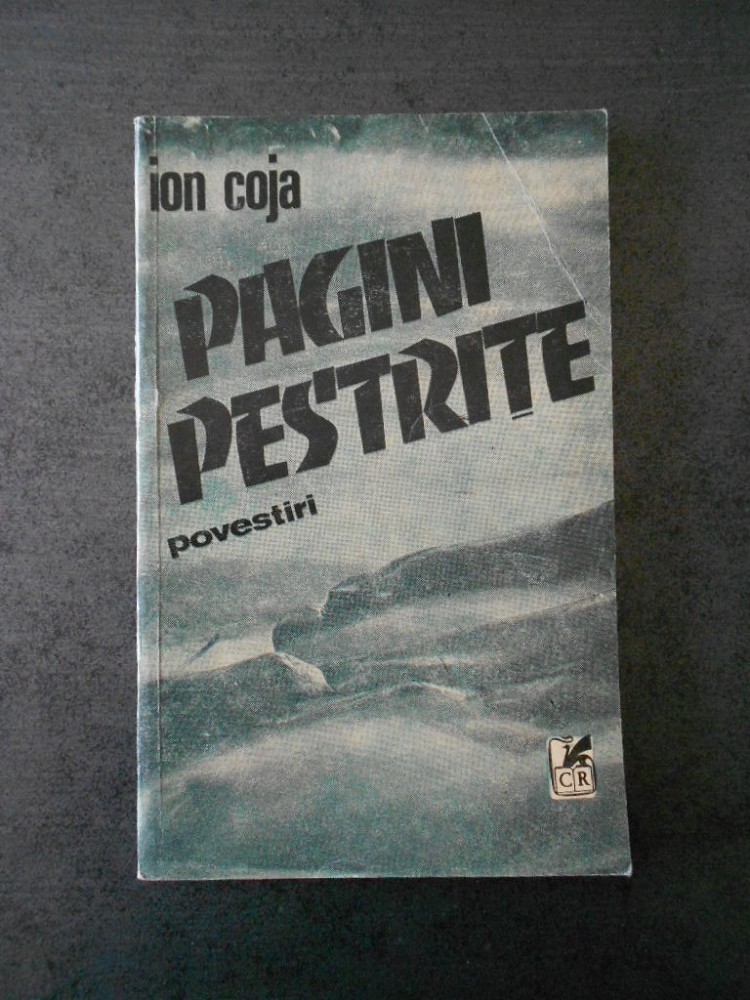 ion coja
PAGINI
PESTRIȚE
povestiri
CR